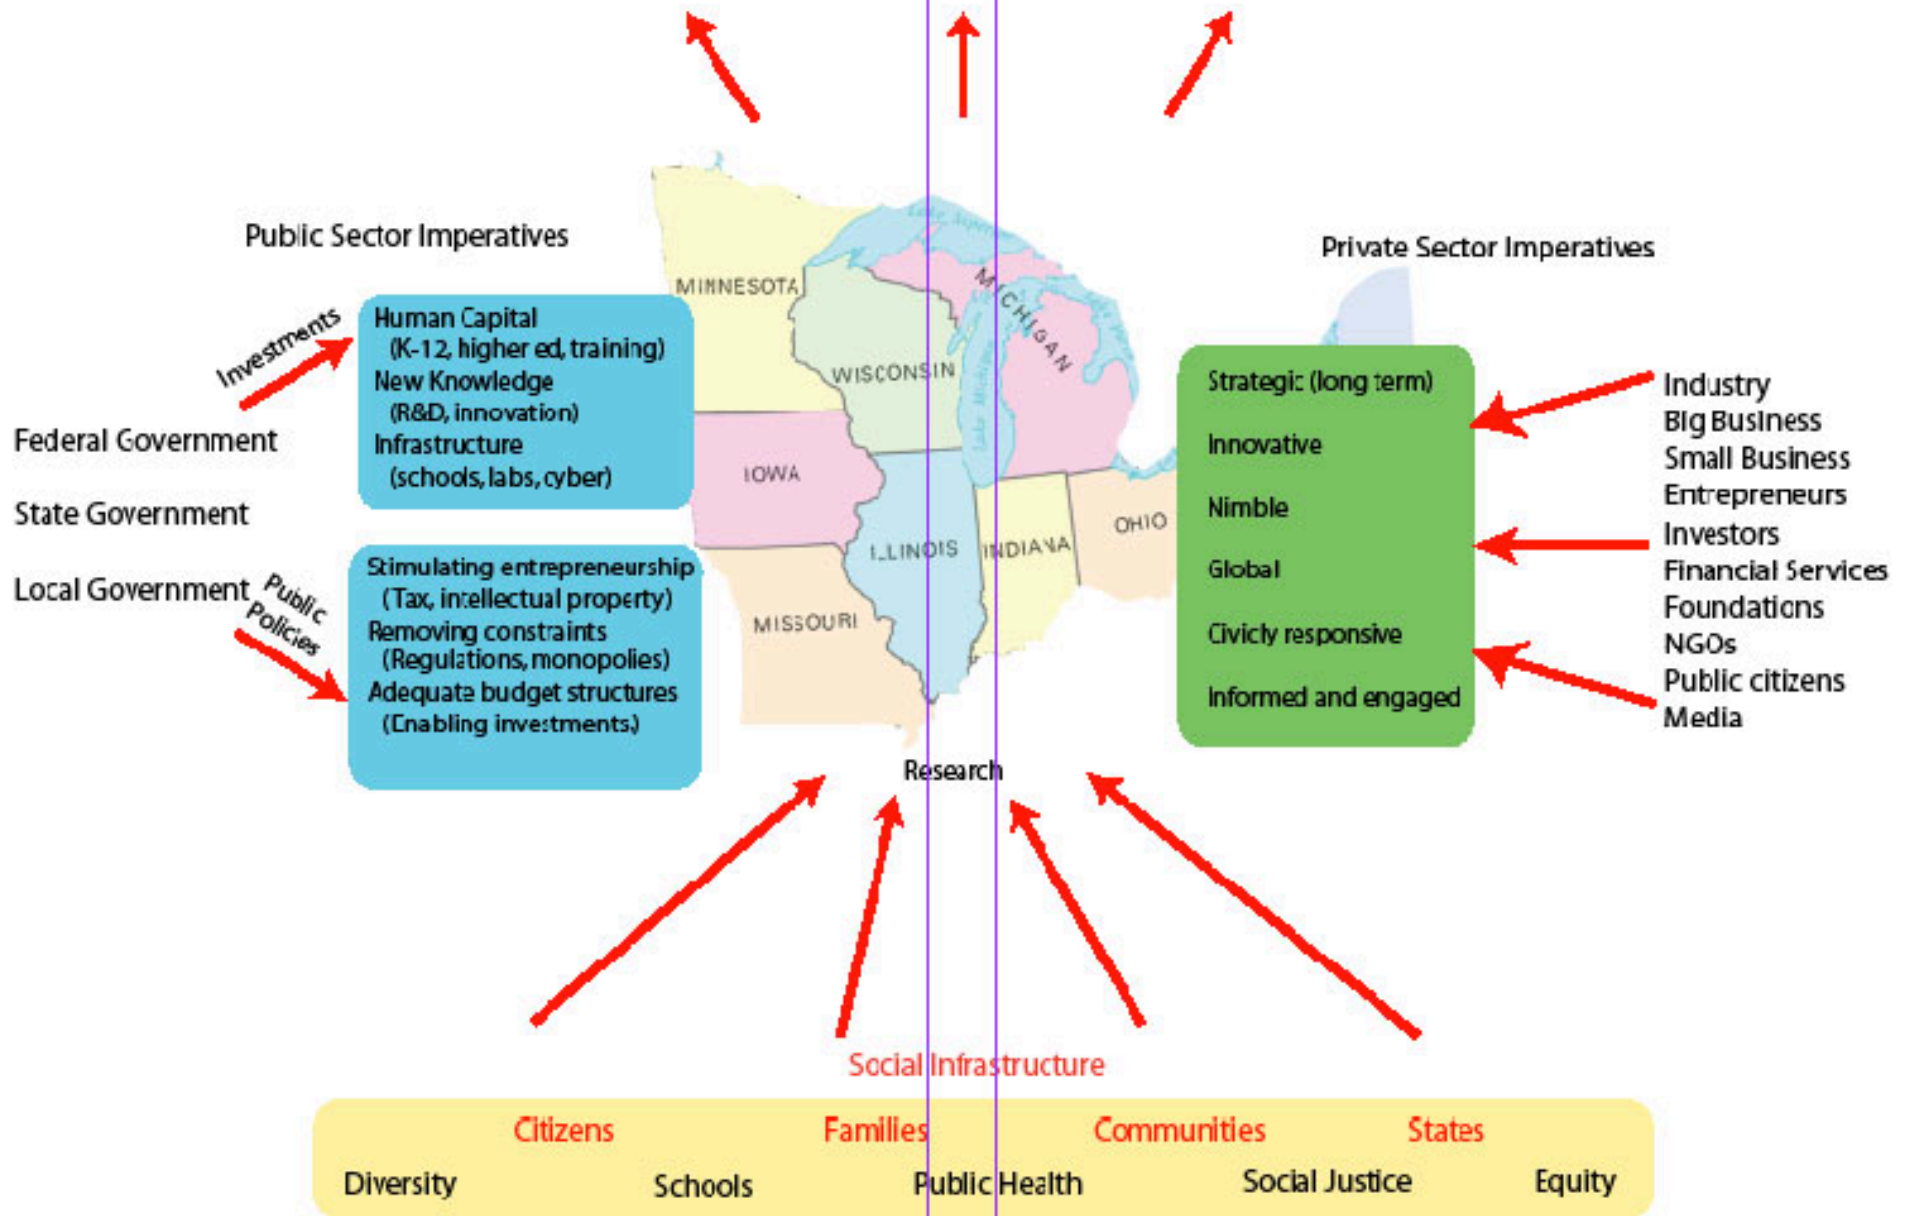 Public Sector Imperatives
Investments
Human Capital
(K-12, higher ed, training)
New Knowledge
(R&D, innovation)
Infrastructure
(schools, labs, cyber)
Federal Government
State Government
Local Government
Public
Policies
Stimulating entrepreneurship
(Tax, intellectual property)
Removing constraints
(Regulations, monopolies)
Adequate budget structures
(Enabling investments,)
MINNESOTA
Lake Superior
WISCONSIN
MICHIGAN
Lake Michigan
IOWA
ILLINOIS
INDIANA
OHIO
MISSOURI
Private Sector Imperatives
Strategic (long term)
Innovative
Nimble
Global
Civicly responsive
Informed and engaged
Industry
Big Business
Small Business
Entrepreneurs
Investors
Financial Services
Foundations
NGOs
Public citizens
Media
Research
Social Infrastructure
Citizens Families Communities States
Diversity Schools Public Health Social Justice Equity